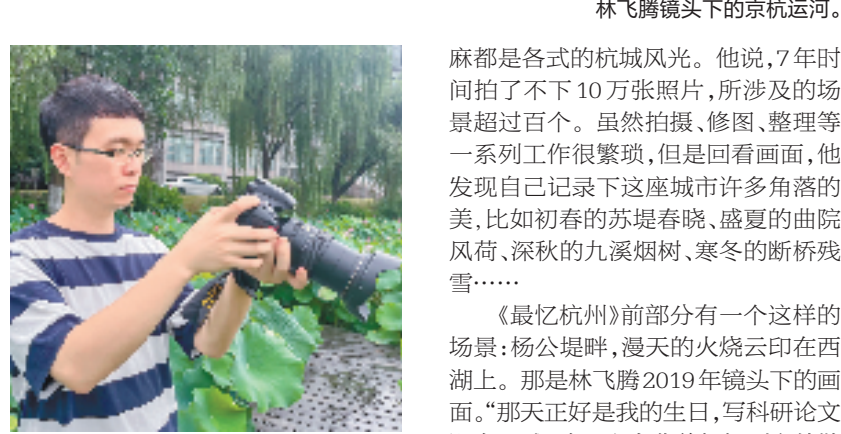 林飞腾镜头下的京杭运河。
麻都是各式的杭城风光。他说,7年时
间拍了不下10万张照片,所涉及的场
景超过百个。虽然拍摄、修图、整理等
一系列工作很繁琐,但是回看画面,他
发现自己记录下这座城市许多角落的
美,比如初春的苏堤春晓、盛夏的曲院
风荷、深秋的九溪烟树、寒冬的断桥残
雪……
《最忆杭州》前部分有一个这样的
场景:杨公堤畔,漫天的火烧云印在西
湖上。那是林飞腾2019年镜头下的画
面。“那天正好是我的生日,写科研论文